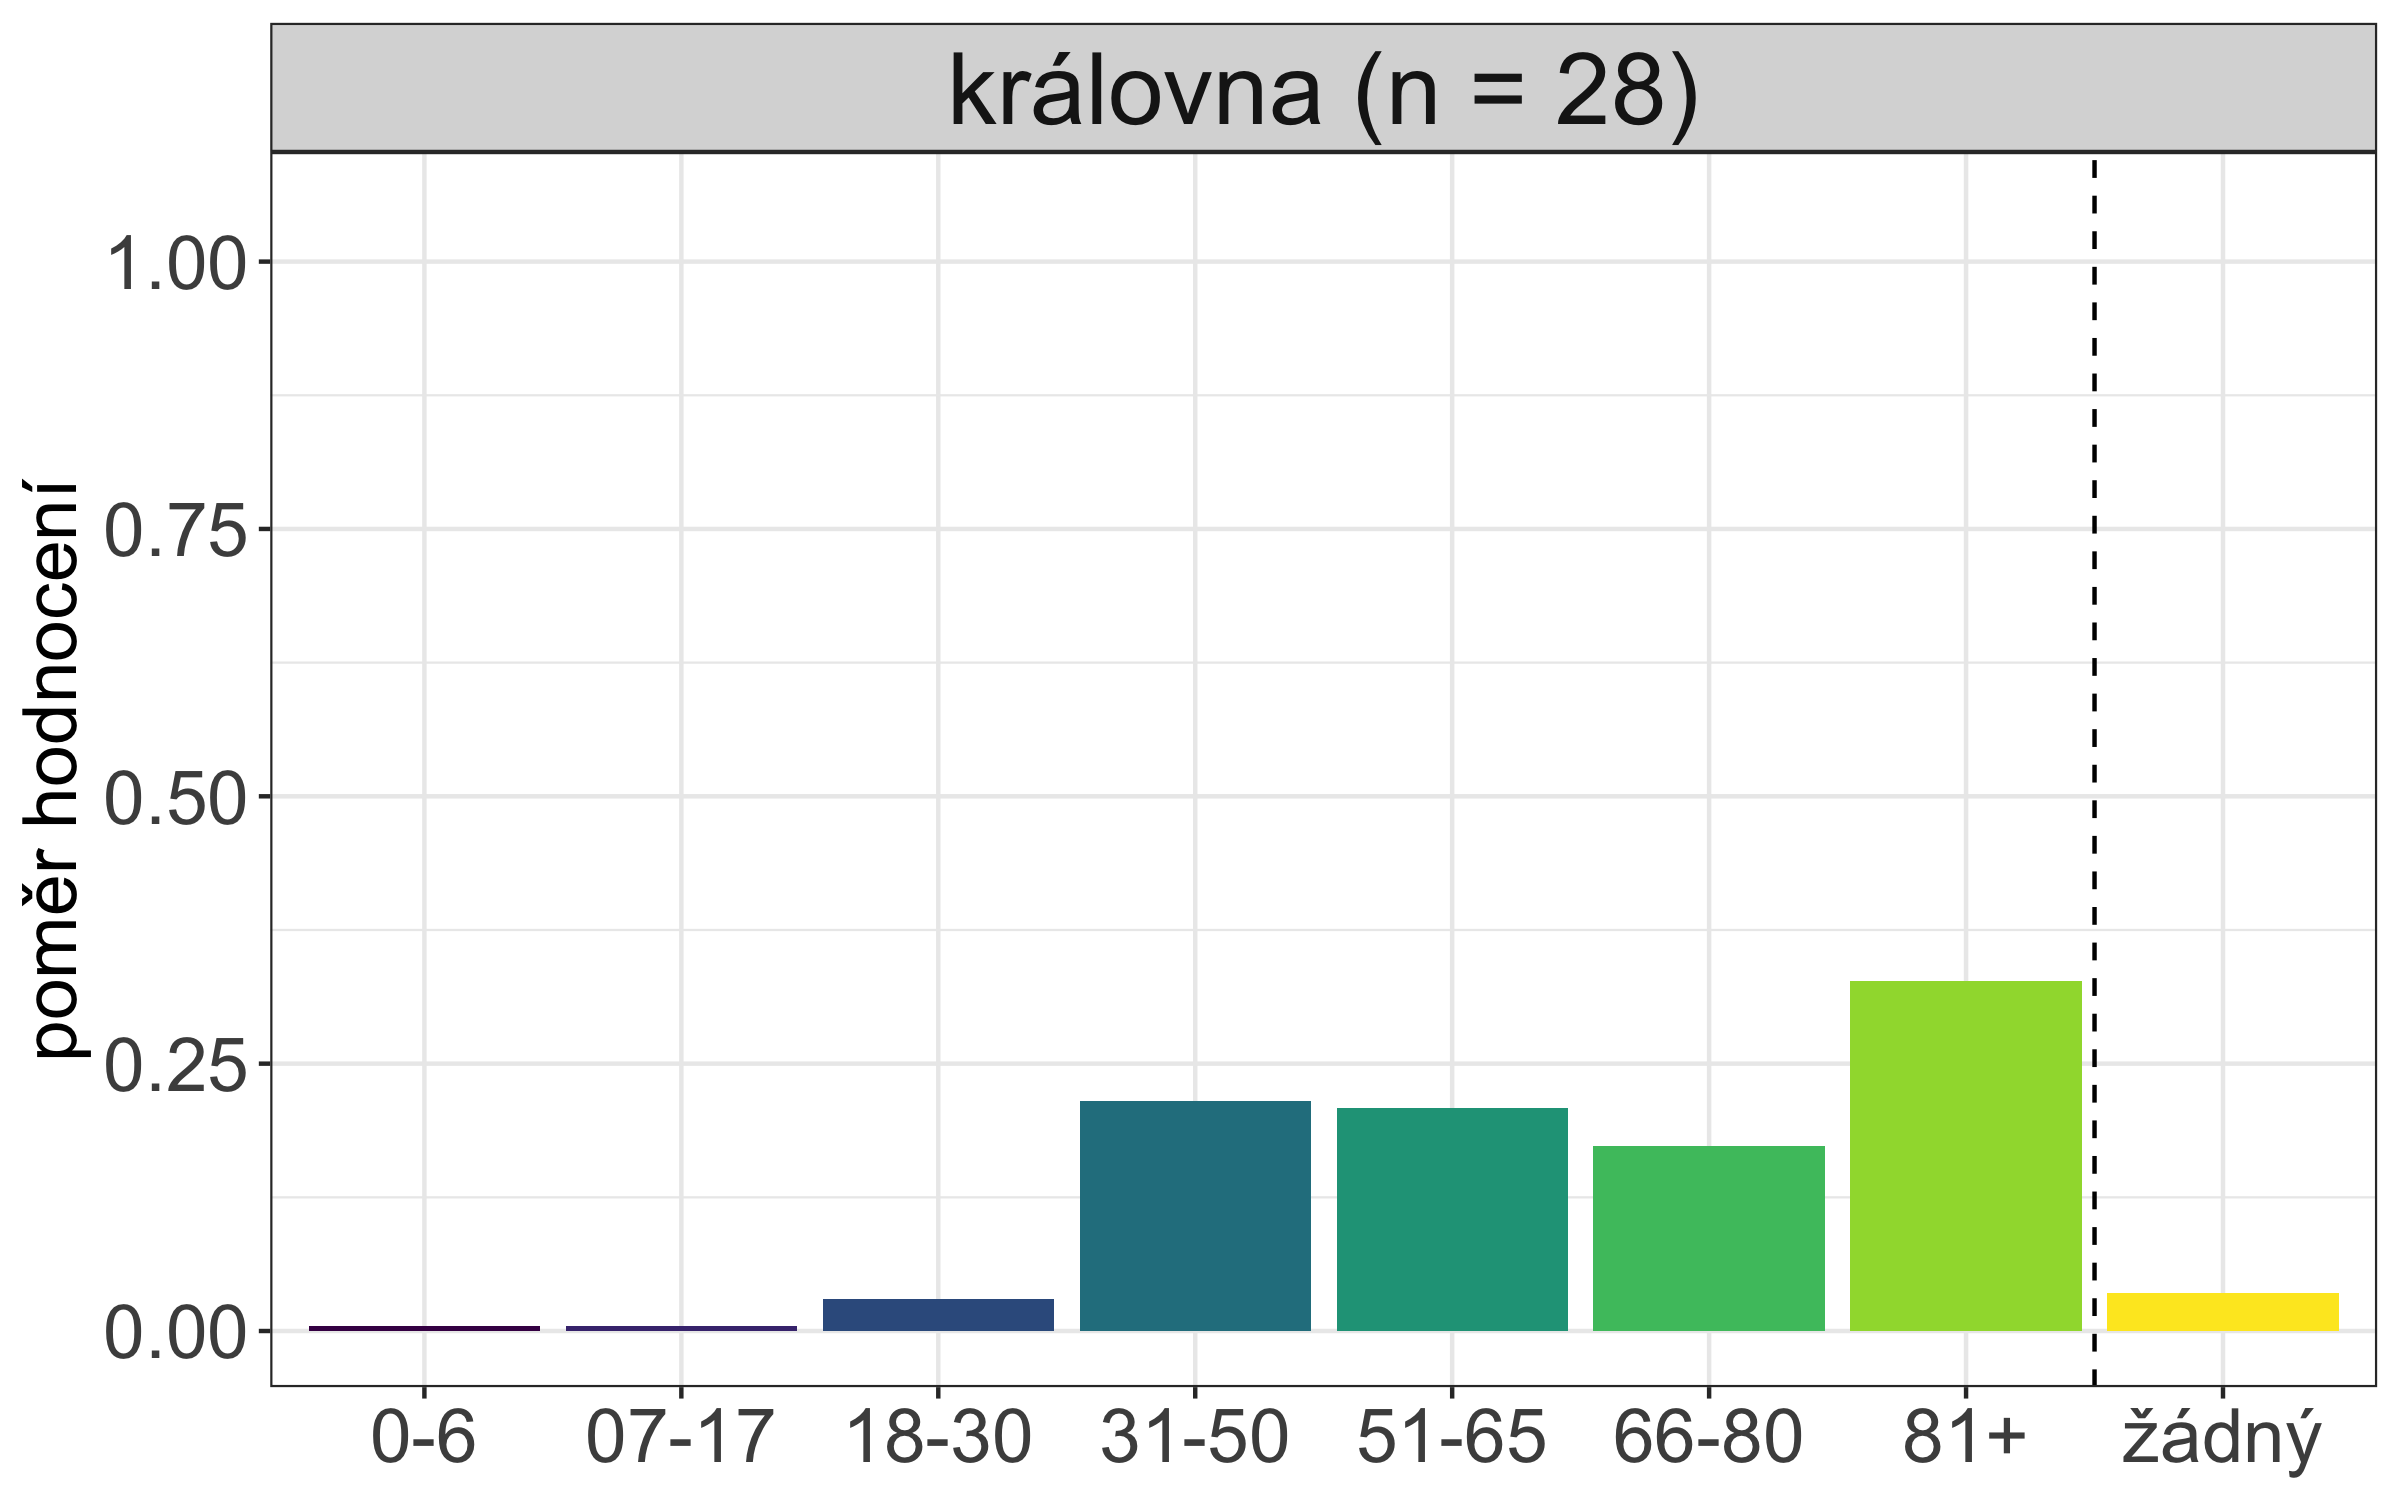 královna (n = 28)
poměr hodnocení
1.00
0.75
0.50
0.25
0.00
0-6 07-17 18-30 31-50 51-65 66-80 81+ žádný